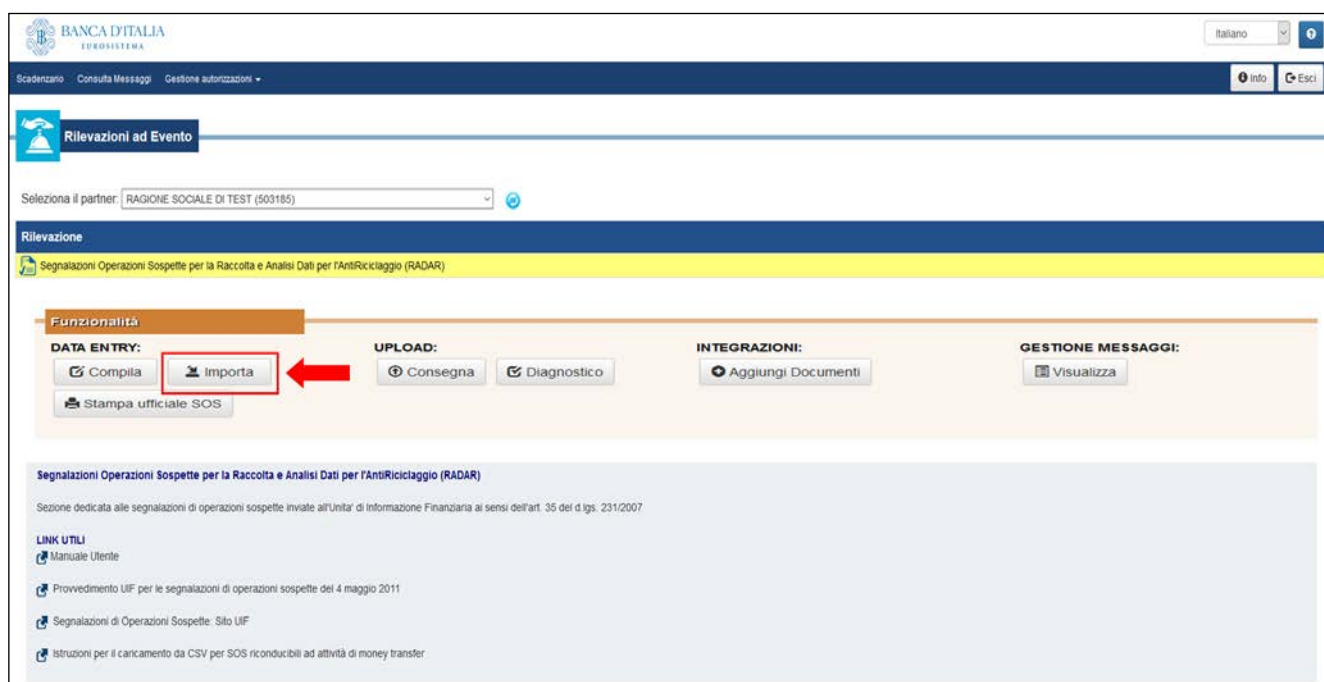 BANCA D'ITALIA
EUROSISTEMA
Italiano
Scadenzario Consulta Messaggi Gestione autorizzazioni
Info Esci
Rilevazioni ad Evento
Seleziona il partner: RAGIONE SOCIALE DI TEST (503185)
Rilevazione
Segnalazioni Operazioni Sospette per la Raccolta e Analisi Dati per l'AntiRiciclaggio (RADAR)
Funzionalità
DATA ENTRY: UPLOAD: INTEGRAZIONI: GESTIONE MESSAGGI:
Compila Importa Consegna Diagnostico Aggiungi Documenti Visualizza
Stampa ufficiale SOS
Segnalazioni Operazioni Sospette per la Raccolta e Analisi Dati per l'AntiRiciclaggio (RADAR)
Sezione dedicata alle segnalazioni di operazioni sospette inviate all'Unita' di Informazione Finanziaria ai sensi dell'art. 35 del d.lgs. 231/2007
LINK UTILI
Manuale Utente
Provvedimento UIF per le segnalazioni di operazioni sospette del 4 maggio 2011
Segnalazioni di Operazioni Sospette: Sito UIF
Istruzioni per il caricamento da CSV per SOS riconducibili ad attività di money transfer